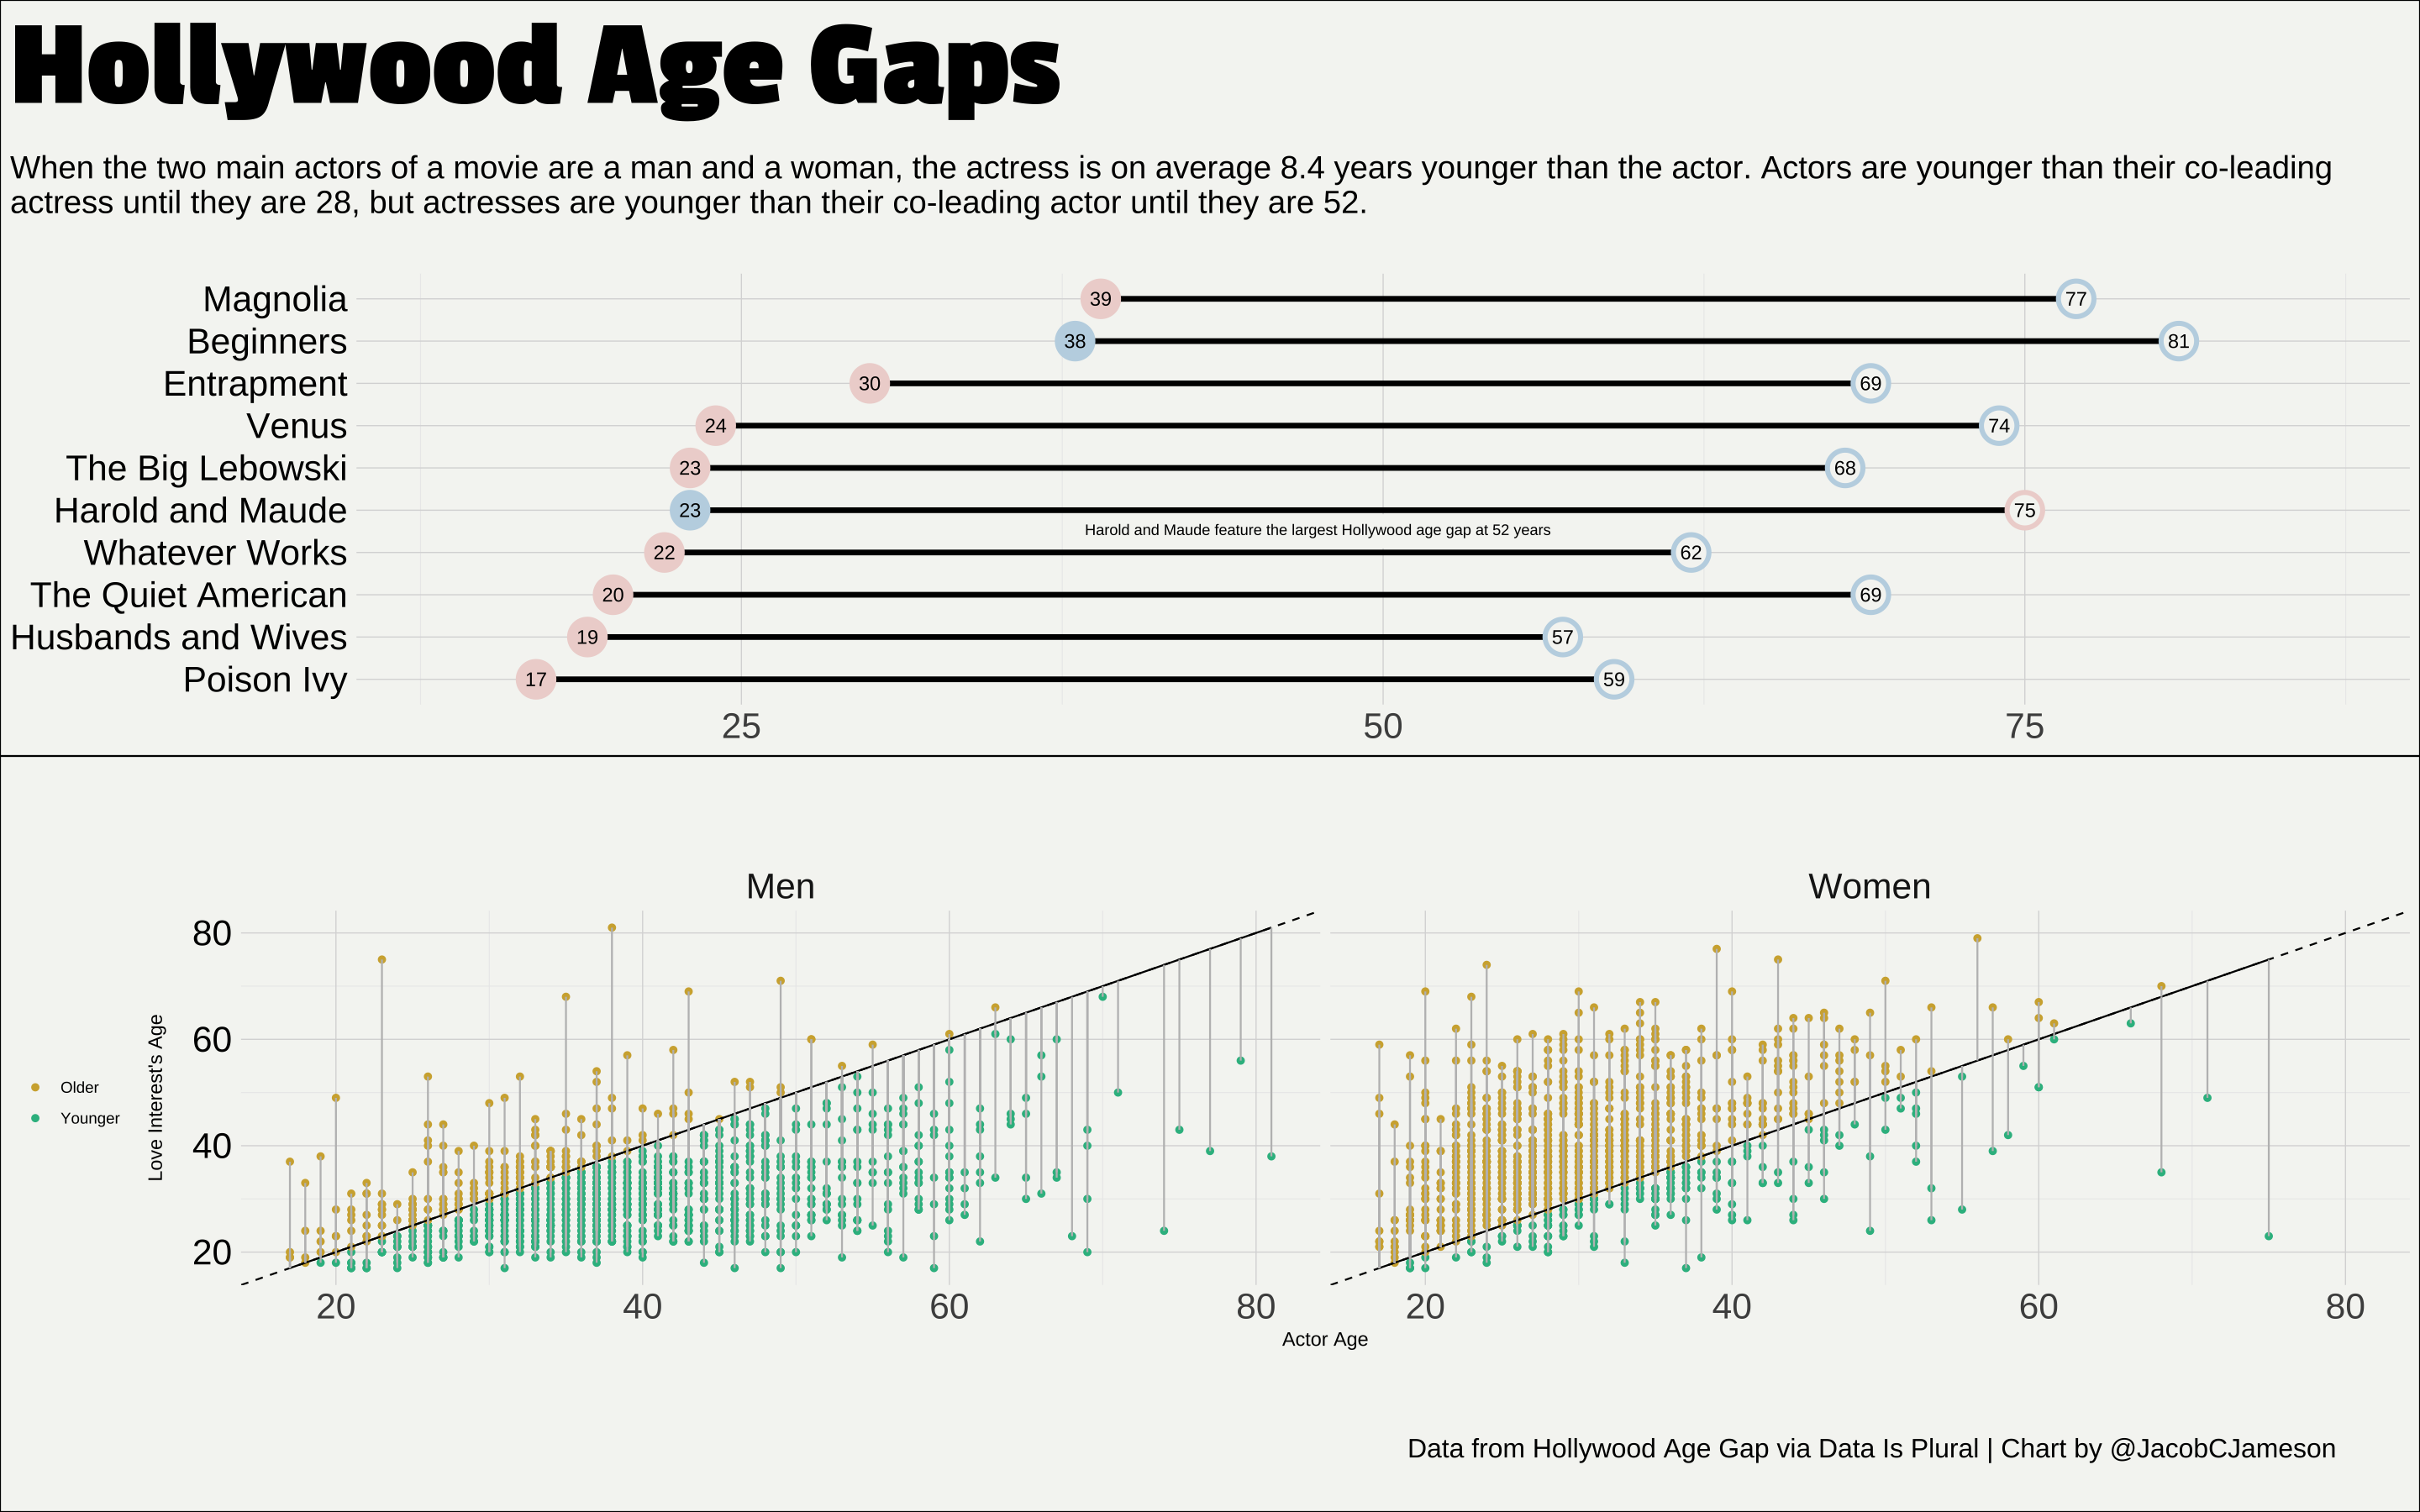 Hollywood Age Gaps
When the two main actors of a movie are a man and a woman, the actress is on average 8.4 years younger than the actor. Actors are younger than their co-leading
actress until they are 28, but actresses are younger than their co-leading actor until they are 52.
Magnolia 39 77
Beginners 38 81
Entrapment 30 69
Venus 24 74
The Big Lebowski 23 68
Harold and Maude 23 75
Harold and Maude feature the largest Hollywood age gap at 52 years
Whatever Works 22 62
The Quiet American 20 69
Husbands and Wives 19 57
Poison Ivy 17 59
25 50 75
Men Women
80
60
40
20
Love Interest's Age
Older
Younger
20 40 60 80 20 40 60 80
Actor Age
Data from Hollywood Age Gap via Data Is Plural | Chart by @JacobCJameson